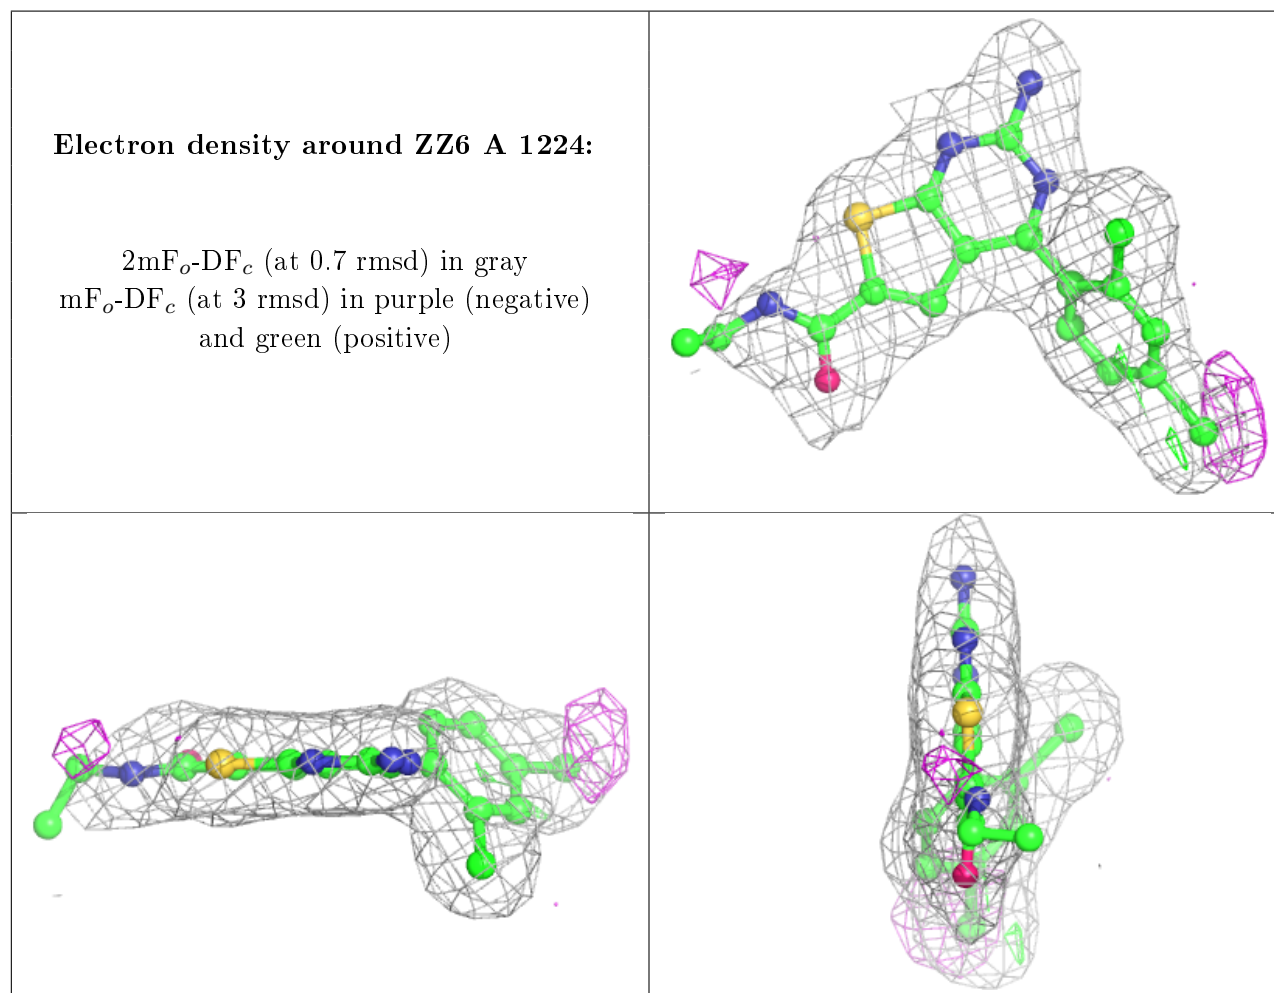 Electron density around ZZ6 A 1224:
2mFₒ-DF𝒸 (at 0.7 rmsd) in gray
mFₒ-DF𝒸 (at 3 rmsd) in purple (negative)
and green (positive)